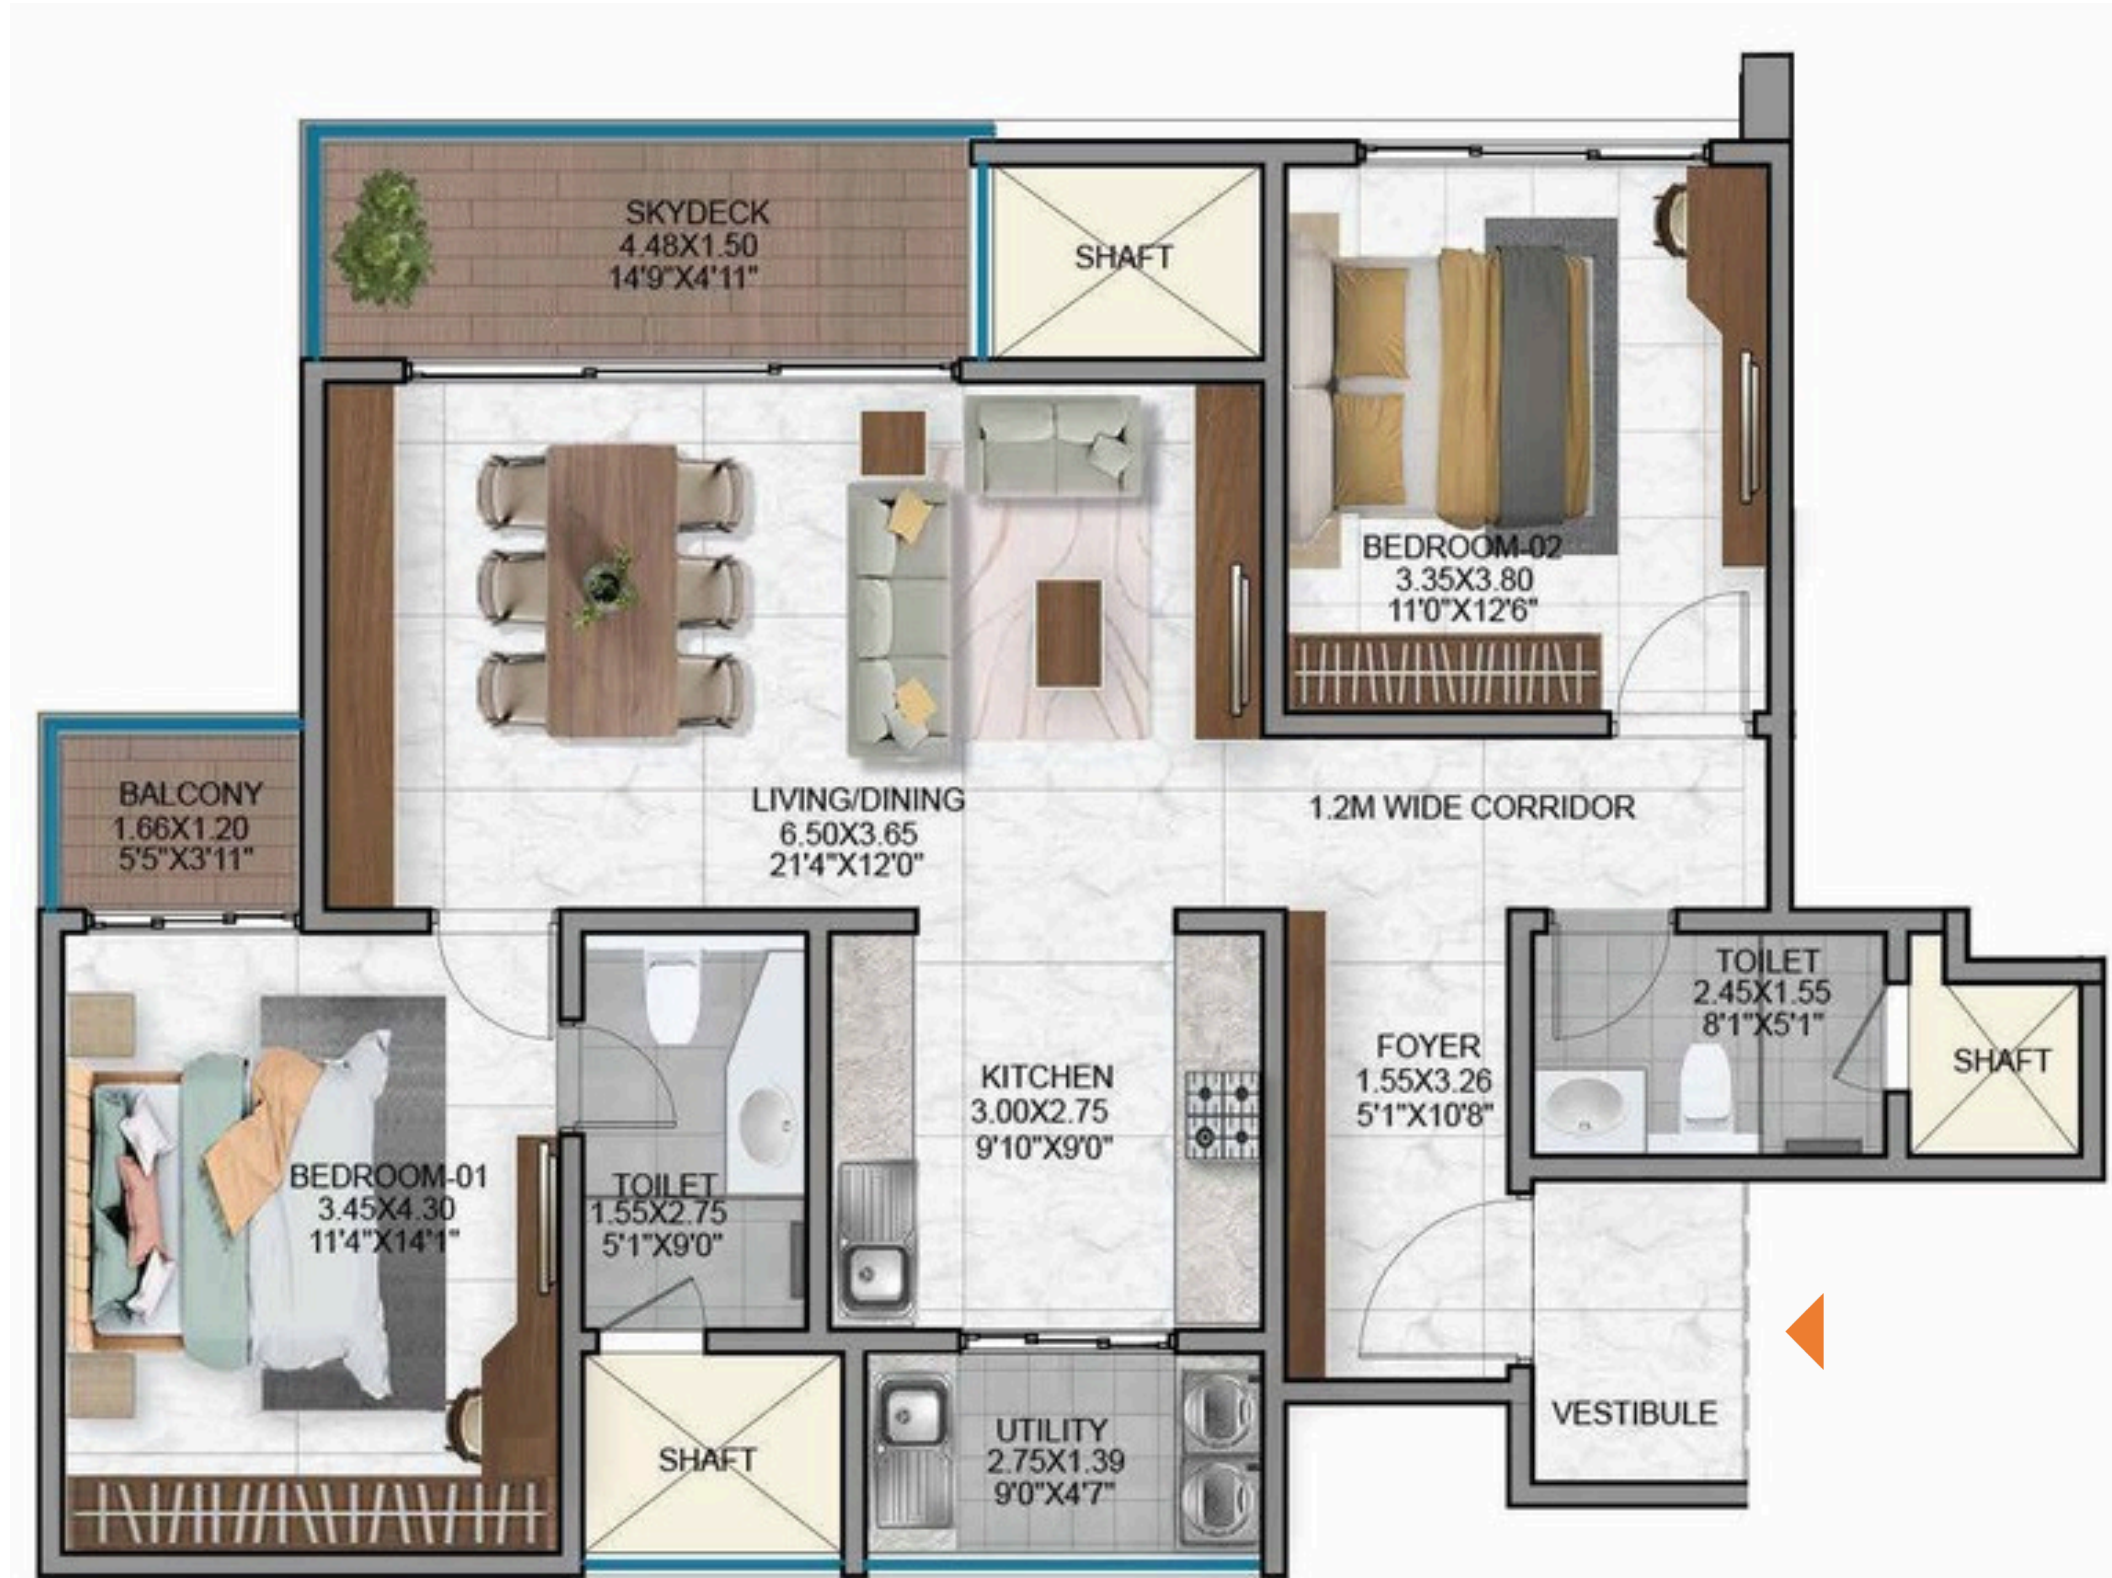 SKYDECK
4.48X1.50
14'9"X4'11"
SHAFT
BEDROOM-02
3.35X3.80
11'0"X12'6"
BALCONY
1.66X1.20
5'5"X3'11"
LIVING/DINING
6.50X3.65
21'4"X12'0"
1.2M WIDE CORRIDOR
TOILET
2.45X1.55
8'1"X5'1"
SHAFT
FOYER
1.55X3.26
5'1"X10'8"
KITCHEN
3.00X2.75
9'10"X9'0"
BEDROOM-01
3.45X4.30
11'4"X14'1"
TOILET
1.55X2.75
5'1"X9'0"
SHAFT
UTILITY
2.75X1.39
9'0"X4'7"
VESTIBULE